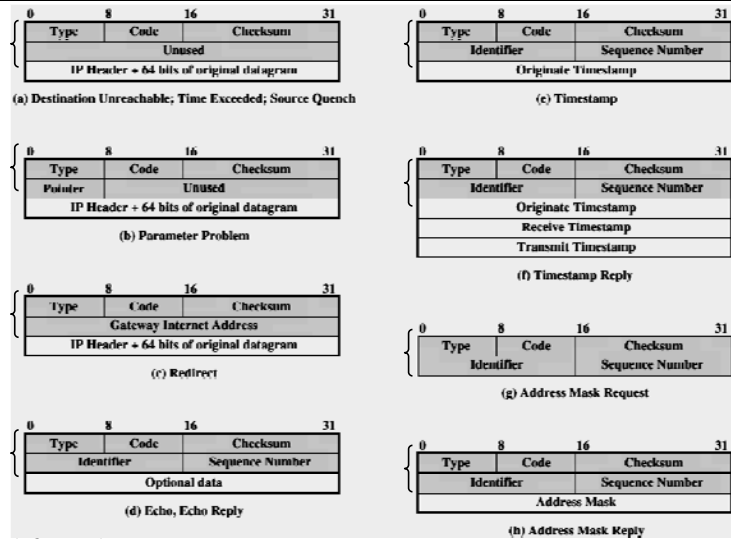 0 8 16 31
Type Code Checksum
Unused
IP Header + 64 bits of original datagram
(a) Destination Unreachable; Time Exceeded; Source Quench
0 8 16 31
Type Code Checksum
Pointer Unused
IP Header + 64 bits of original datagram
(b) Parameter Problem
0 8 16 31
Type Code Checksum
Gateway Internet Address
IP Header + 64 bits of original datagram
(c) Redirect
0 8 16 31
Type Code Checksum
Identifier Sequence Number
Optional data
(d) Echo, Echo Reply
0 8 16 31
Type Code Checksum
Identifier Sequence Number
Originate Timestamp
(e) Timestamp
0 8 16 31
Type Code Checksum
Identifier Sequence Number
Originate Timestamp
Receive Timestamp
Transmit Timestamp
(f) Timestamp Reply
0 8 16 31
Type Code Checksum
Identifier Sequence Number
(g) Address Mask Request
0 8 16 31
Type Code Checksum
Identifier Sequence Number
Address Mask
(h) Address Mask Reply